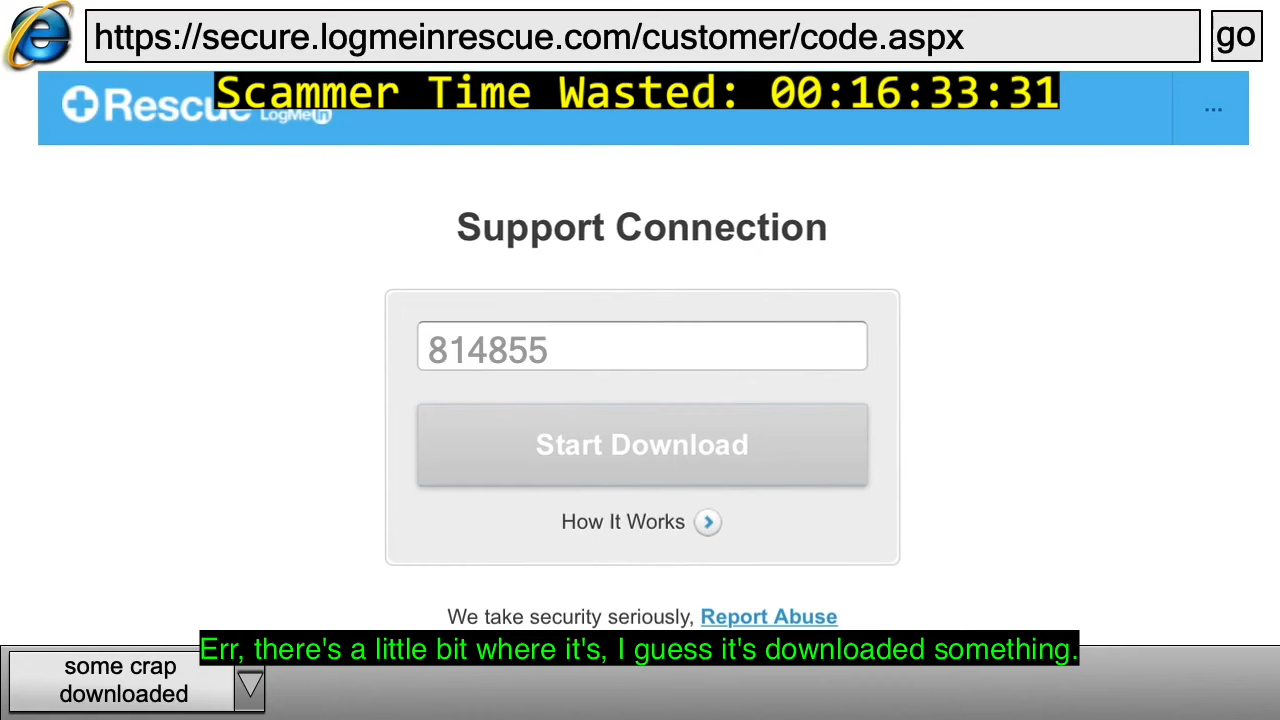 https://secure.logmeinrescue.com/customer/code.aspx
go
Scammer Time Wasted: 00:16:33:31
Rescue
LogMeIn
...
Support Connection
814855
Start Download
How It Works
We take security seriously, Report Abuse
Err, there's a little bit where it's, I guess it's downloaded something.
some crap
downloaded